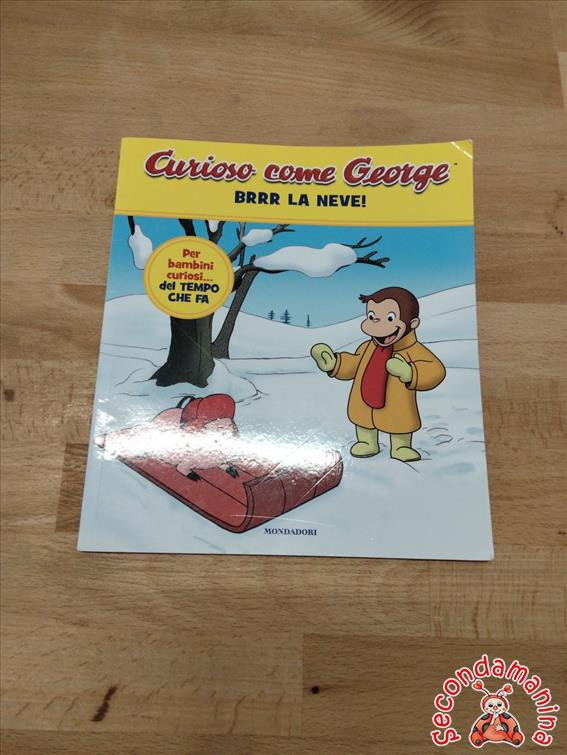 Curioso come George
BRRR LA NEVE!
Per
bambini
curiosi...
del TEMPO
CHE FA
MONDADORI
Secondamanina